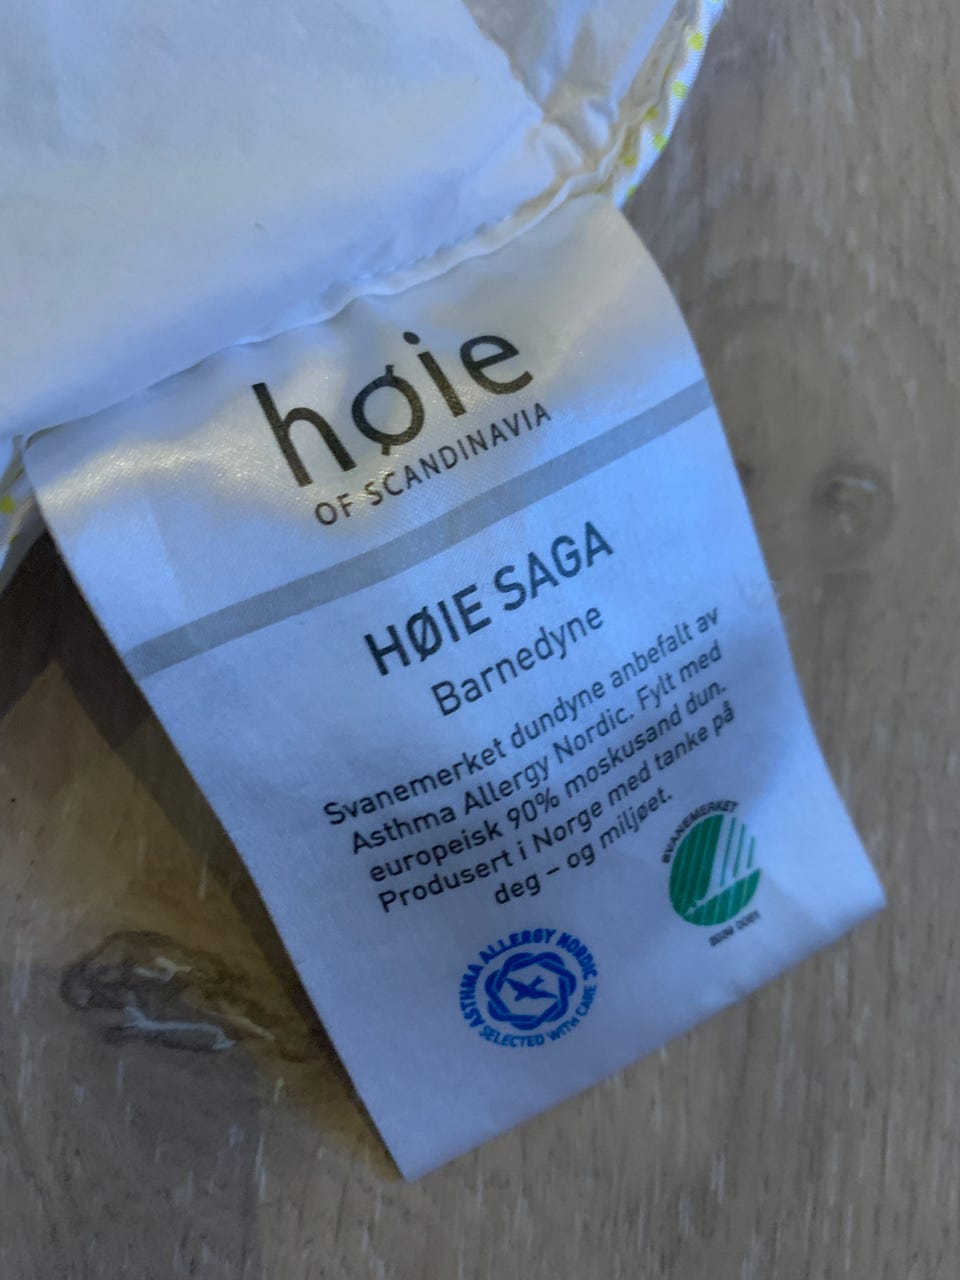 høie
OF SCANDINAVIA
HØIE SAGA
Barnedyne
Svanemerket dundyne anbefalt av
Asthma Allergy Nordic. Fylt med
europeisk 90% moskusand dun.
Produsert i Norge med tanke på
deg – og miljøet.
SVANEMERKET
ASTHMA ALLERGY NORDIC
SELECTED WITH CARE